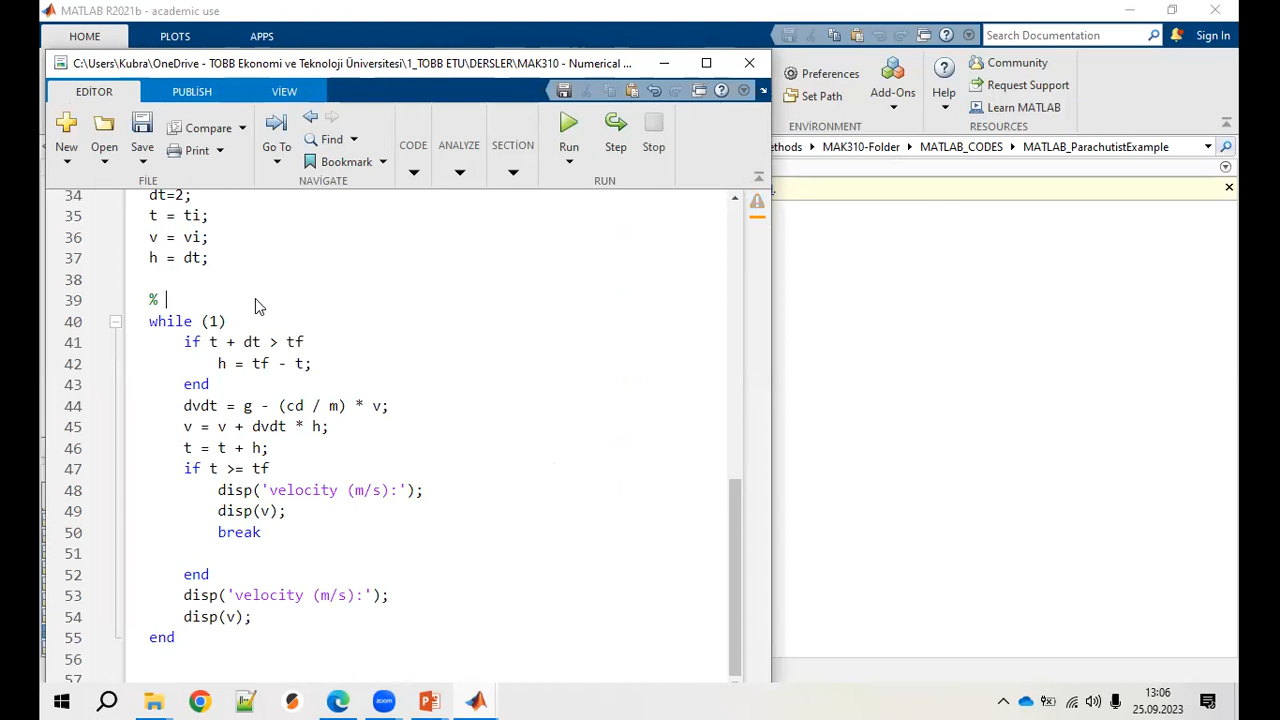 MATLAB R2021b - academic use
HOME PLOTS APPS
Search Documentation
Sign In
C:\Users\Kubra\OneDrive - TOBB Ekonomi ve Teknoloji Üniversitesi\1_TOBB ETU\DERSLER\MAK310 - Numerical ...
EDITOR PUBLISH VIEW
Preferences
Set Path
Add-Ons
Help
Community
Request Support
Learn MATLAB
ENVIRONMENT
RESOURCES
New
Open
Save
Compare
Print
Go To
Find
Bookmark
CODE
ANALYZE
SECTION
Run
Step
Stop
FİLE
NAVİGATE
RUN
ethods MAK310-Folder MATLAB_CODES MATLAB_ParachutistExample
34 dt=2;
35 t = ti;
36 v = vi;
37 h = dt;
38
39 %
40 while (1)
41 if t + dt > tf
42 h = tf - t;
43 end
44 dvdt = g - (cd / m) * v;
45 v = v + dvdt * h;
46 t = t + h;
47 if t >= tf
48 disp('velocity (m/s):');
49 disp(v);
50 break
51
52 end
53 disp('velocity (m/s):');
54 disp(v);
55 end
56
57
zoom
13:06
25.09.2023